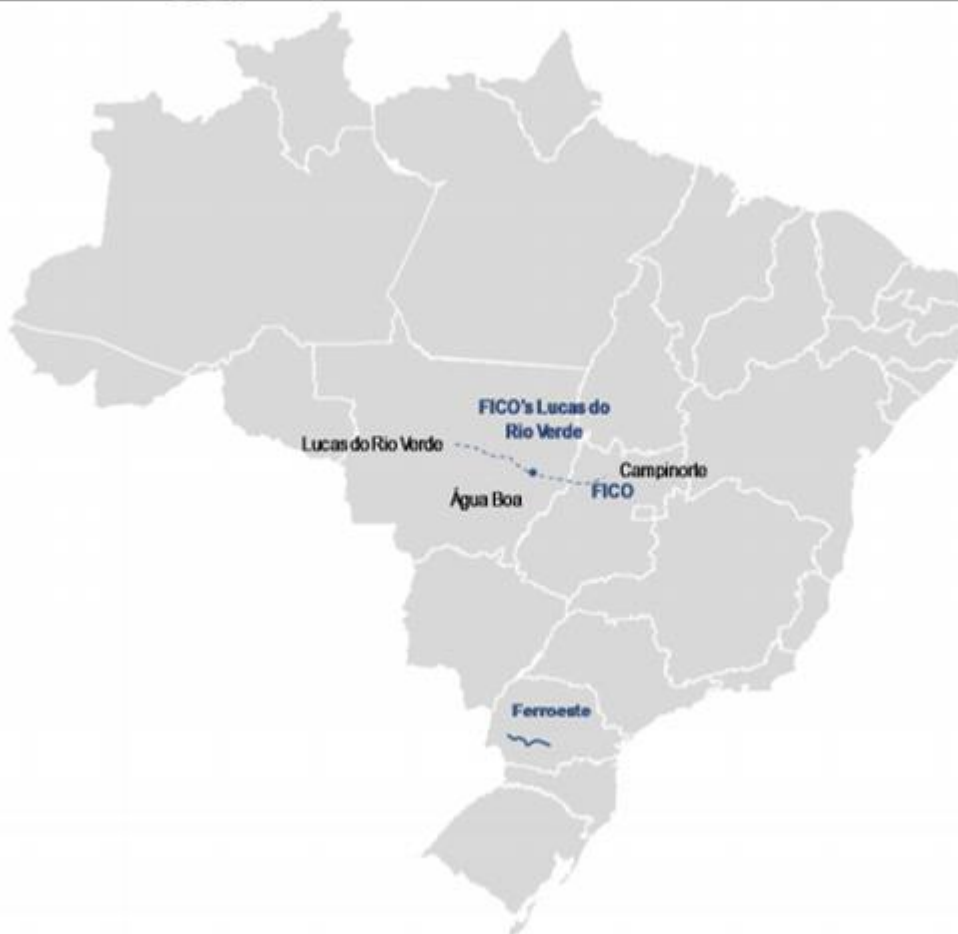 FICO's Lucas do
Rio Verde
Lucas do Rio Verde
Campinorte
FICO
Água Boa
Ferroeste